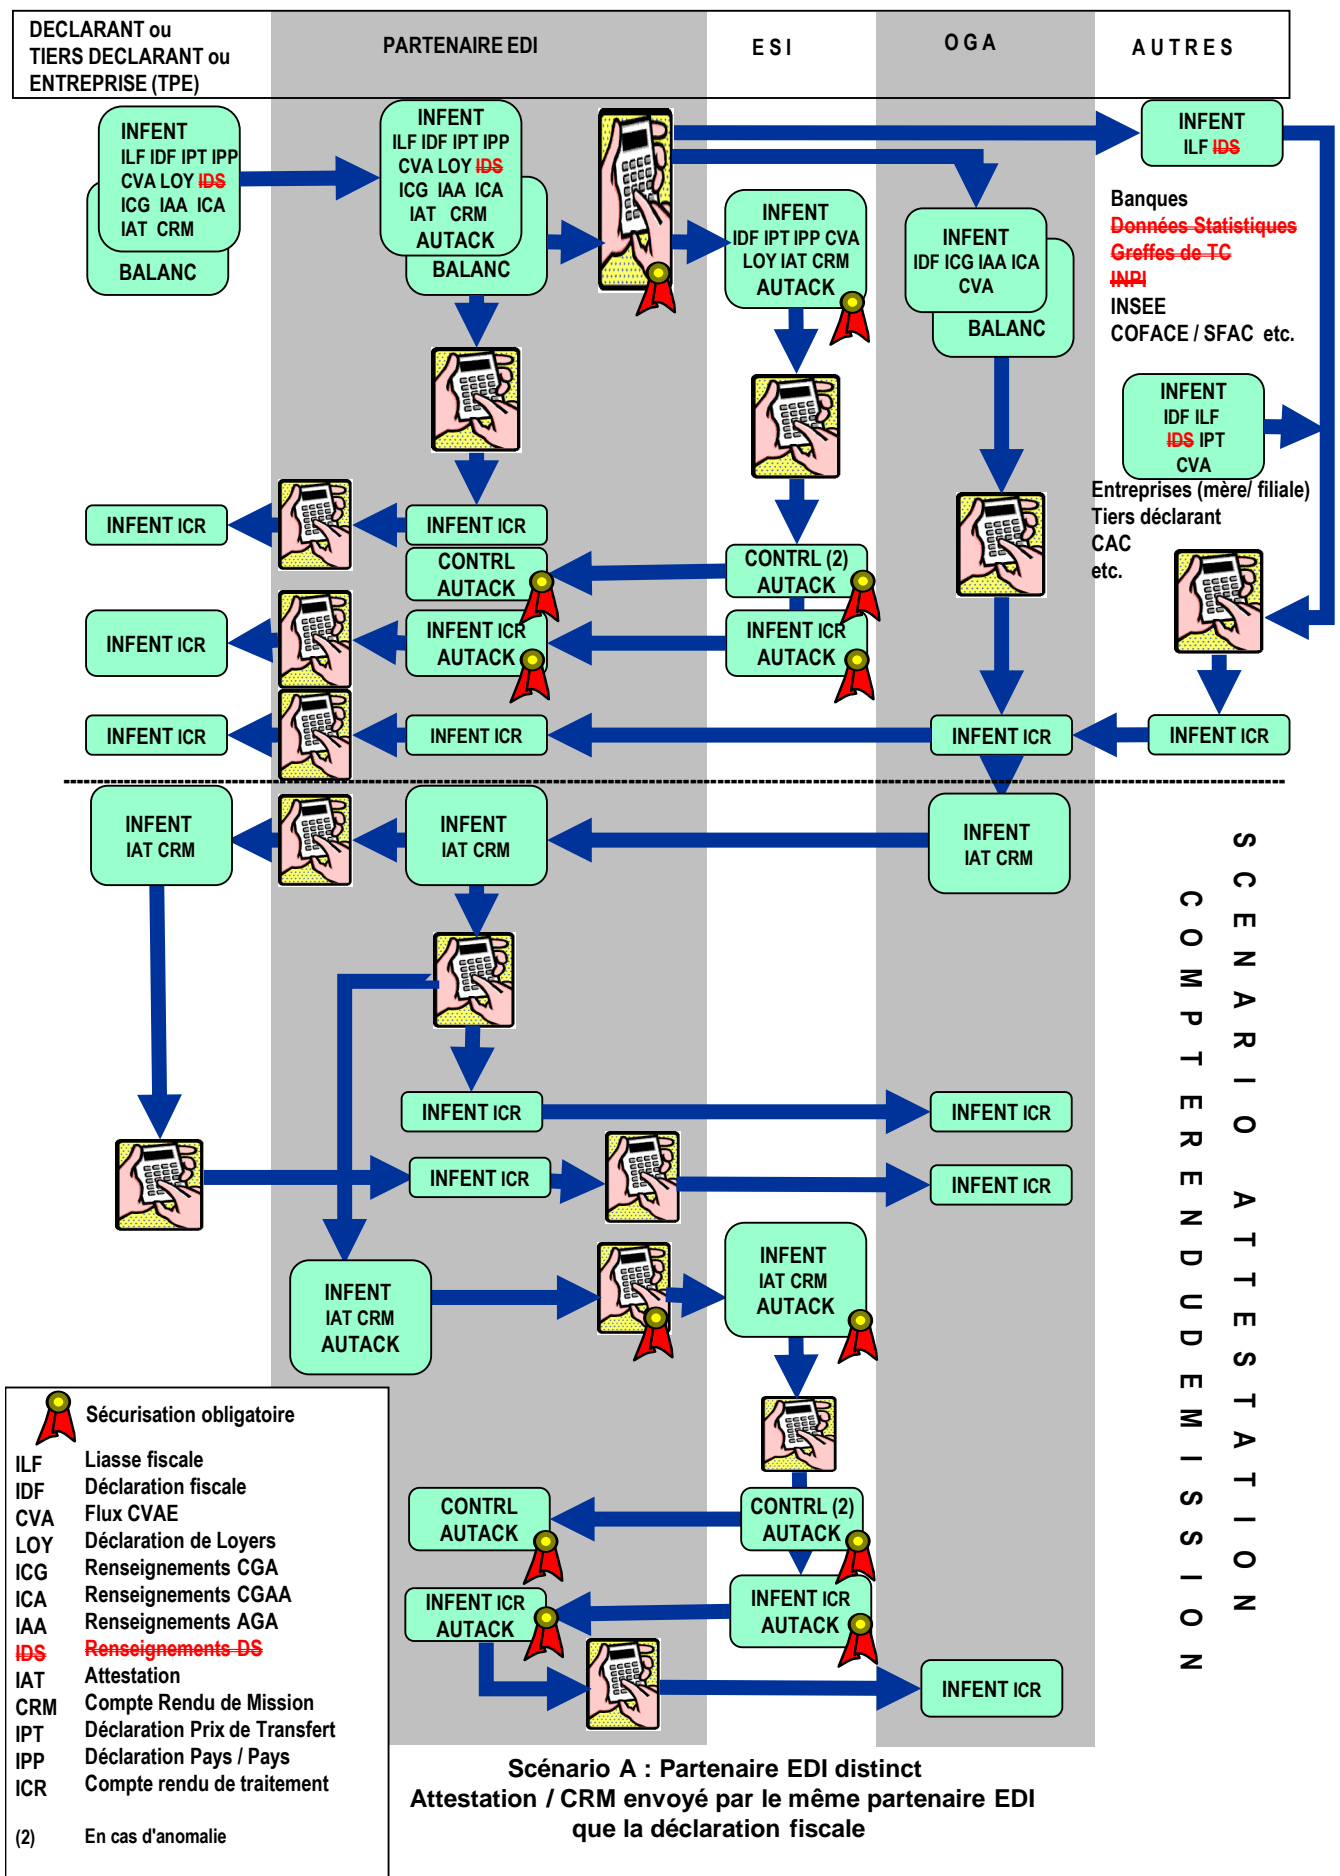 DECLARANT ou
TIERS DECLARANT ou
ENTREPRISE (TPE)
PARTENAIRE EDI
E S I
O G A
A U T R E S
INFENT
ILF IDF IPT IPP
CVA LOY IDS
ICG IAA ICA
IAT CRM
BALANC
INFENT
ILF IDF IPT IPP
CVA LOY IDS
ICG IAA ICA
IAT CRM
AUTACK
BALANC
INFENT
IDF IPT IPP CVA
LOY IAT CRM
AUTACK
INFENT
IDF ICG IAA ICA
CVA
BALANC
INFENT
ILF IDS
Banques
Données Statistiques
Greffes de TC
INPI
INSEE
COFACE / SFAC etc.
INFENT
IDF ILF
IDS IPT
CVA
Entreprises (mère/ filiale)
Tiers déclarant
CAC
etc.
INFENT ICR
INFENT ICR
CONTRL
AUTACK
CONTRL (2)
AUTACK
INFENT ICR
INFENT ICR
AUTACK
INFENT ICR
AUTACK
INFENT ICR
INFENT ICR
INFENT ICR
INFENT ICR
INFENT
IAT CRM
INFENT
IAT CRM
INFENT
IAT CRM
INFENT ICR
INFENT ICR
INFENT ICR
INFENT ICR
INFENT
IAT CRM
AUTACK
INFENT
IAT CRM
AUTACK
CONTRL
AUTACK
CONTRL (2)
AUTACK
INFENT ICR
AUTACK
INFENT ICR
AUTACK
INFENT ICR
S C E N A R I O A T T E S T A T I O N
C O M P T E R E N D U D E M I S S I O N
Sécurisation obligatoire
ILF Liasse fiscale
IDF Déclaration fiscale
CVA Flux CVAE
LOY Déclaration de Loyers
ICG Renseignements CGA
ICA Renseignements CGAA
IAA Renseignements AGA
IDS Renseignements DS
IAT Attestation
CRM Compte Rendu de Mission
IPT Déclaration Prix de Transfert
IPP Déclaration Pays / Pays
ICR Compte rendu de traitement
(2) En cas d'anomalie
Scénario A : Partenaire EDI distinct
Attestation / CRM envoyé par le même partenaire EDI
que la déclaration fiscale